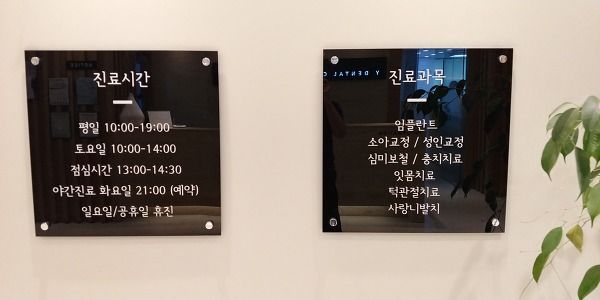 진료시간
평일 10:00-19:00
토요일 10:00-14:00
점심시간 13:00-14:30
야간진료 화요일 21:00 (예약)
일요일/공휴일 휴진
Y DENTAL
진료과목
임플란트
소아교정 / 성인교정
심미보철 / 충치치료
잇몸치료
턱관절치료
사랑니발치